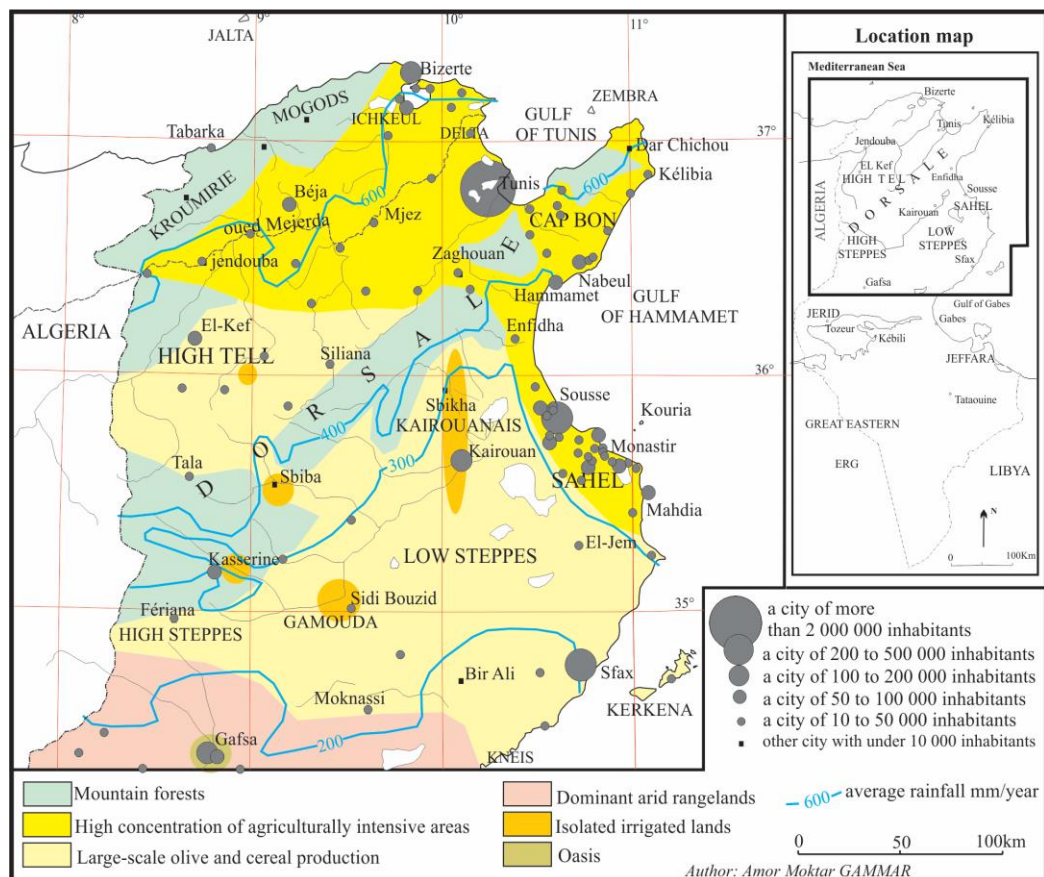 8°
9°
10°
11°
JALTA
Bizerte
MOGODS
ICHKEUL
Tabarka
DELTA
GULF
OF TUNIS
ZEMBRA
37°
Dar Chichou
Kélibia
600
600
Tunis
KROUMIRIE
Béja
oued Mejerda
Mjez
CAP BON
jendouba
Zaghouan
Nabeul
Hammamet
GULF
OF HAMMAMET
ALGERIA
El-Kef
HIGH TELL
Siliana
Enfidha
DORSALE
36°
Sbikha
KAIROUANAIS
Sousse
Kouria
400
300
Kairouan
Monastir
Tala
Sbiba
SAHEL
Mahdia
LOW STEPPES
El-Jem
Kasserine
Sidi Bouzid
GAMOUDA
Fériana
HIGH STEPPES
35°
Bir Ali
Sfax
Moknassi
KERKENA
Gafsa
200
KNEIS
Location map
Mediterranean Sea
Bizerte
Tunis
Kélibia
Jendouba
EL Kef
HIGH TELL
DORSALE
Enfidha
Sousse
Kairouan
SAHEL
ALGERIA
LOW
STEPPES
HIGH
STEPPES
Sfax
Gafsa
Gulf of Gabes
JERID
Tozeur
Gabes
Kébili
JEFFARA
Tataouine
GREAT EASTERN
ERG
LIBYA
N
0 100Km
a city of more
than 2 000 000 inhabitants
a city of 200 to 500 000 inhabitants
a city of 100 to 200 000 inhabitants
a city of 50 to 100 000 inhabitants
a city of 10 to 50 000 inhabitants
other city with under 10 000 inhabitants
Mountain forests
High concentration of agriculturally intensive areas
Large-scale olive and cereal production
Dominant arid rangelands
Isolated irrigated lands
Oasis
600 average rainfall mm/year
0 50 100km
Author: Amor Moktar GAMMAR